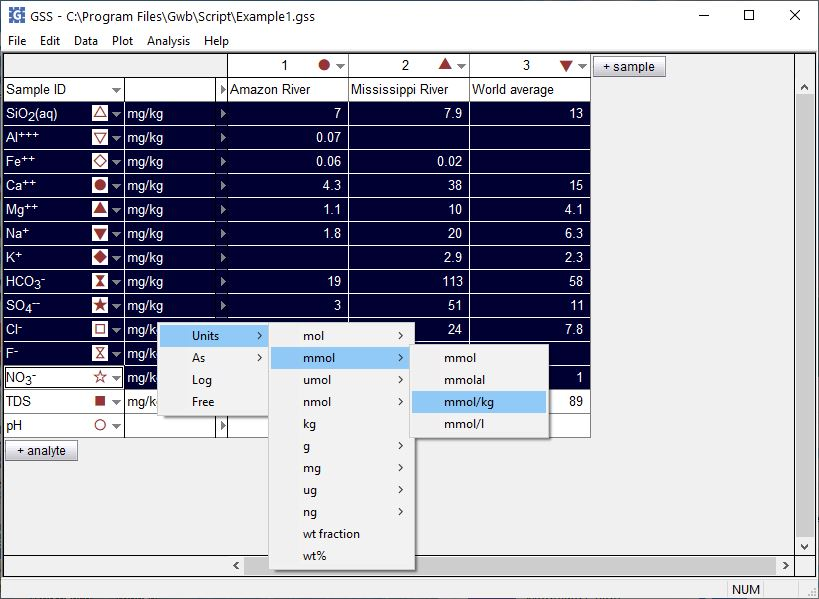 GSS - C:\Program Files\Gwb\Script\Example1.gss
File Edit Data Plot Analysis Help
1 2 3 + sample
Sample ID Amazon River Mississippi River World average
SiO2(aq) mg/kg 7 7.9 13
Al+++ mg/kg 0.07
Fe++ mg/kg 0.06 0.02
Ca++ mg/kg 4.3 38 15
Mg++ mg/kg 1.1 10 4.1
Na+ mg/kg 1.8 20 6.3
K+ mg/kg 2.9 2.3
HCO3- mg/kg 19 113 58
SO4-- mg/kg 3 51 11
Cl- mg/k 24 7.8
F- mg/k
NO3- mg/k 1
TDS mg/k 89
pH
+ analyte
Units
As
Log
Free
mol
mmol
umol
nmol
kg
g
mg
ug
ng
wt fraction
wt%
mmol
mmolal
mmol/kg
mmol/l
NUM